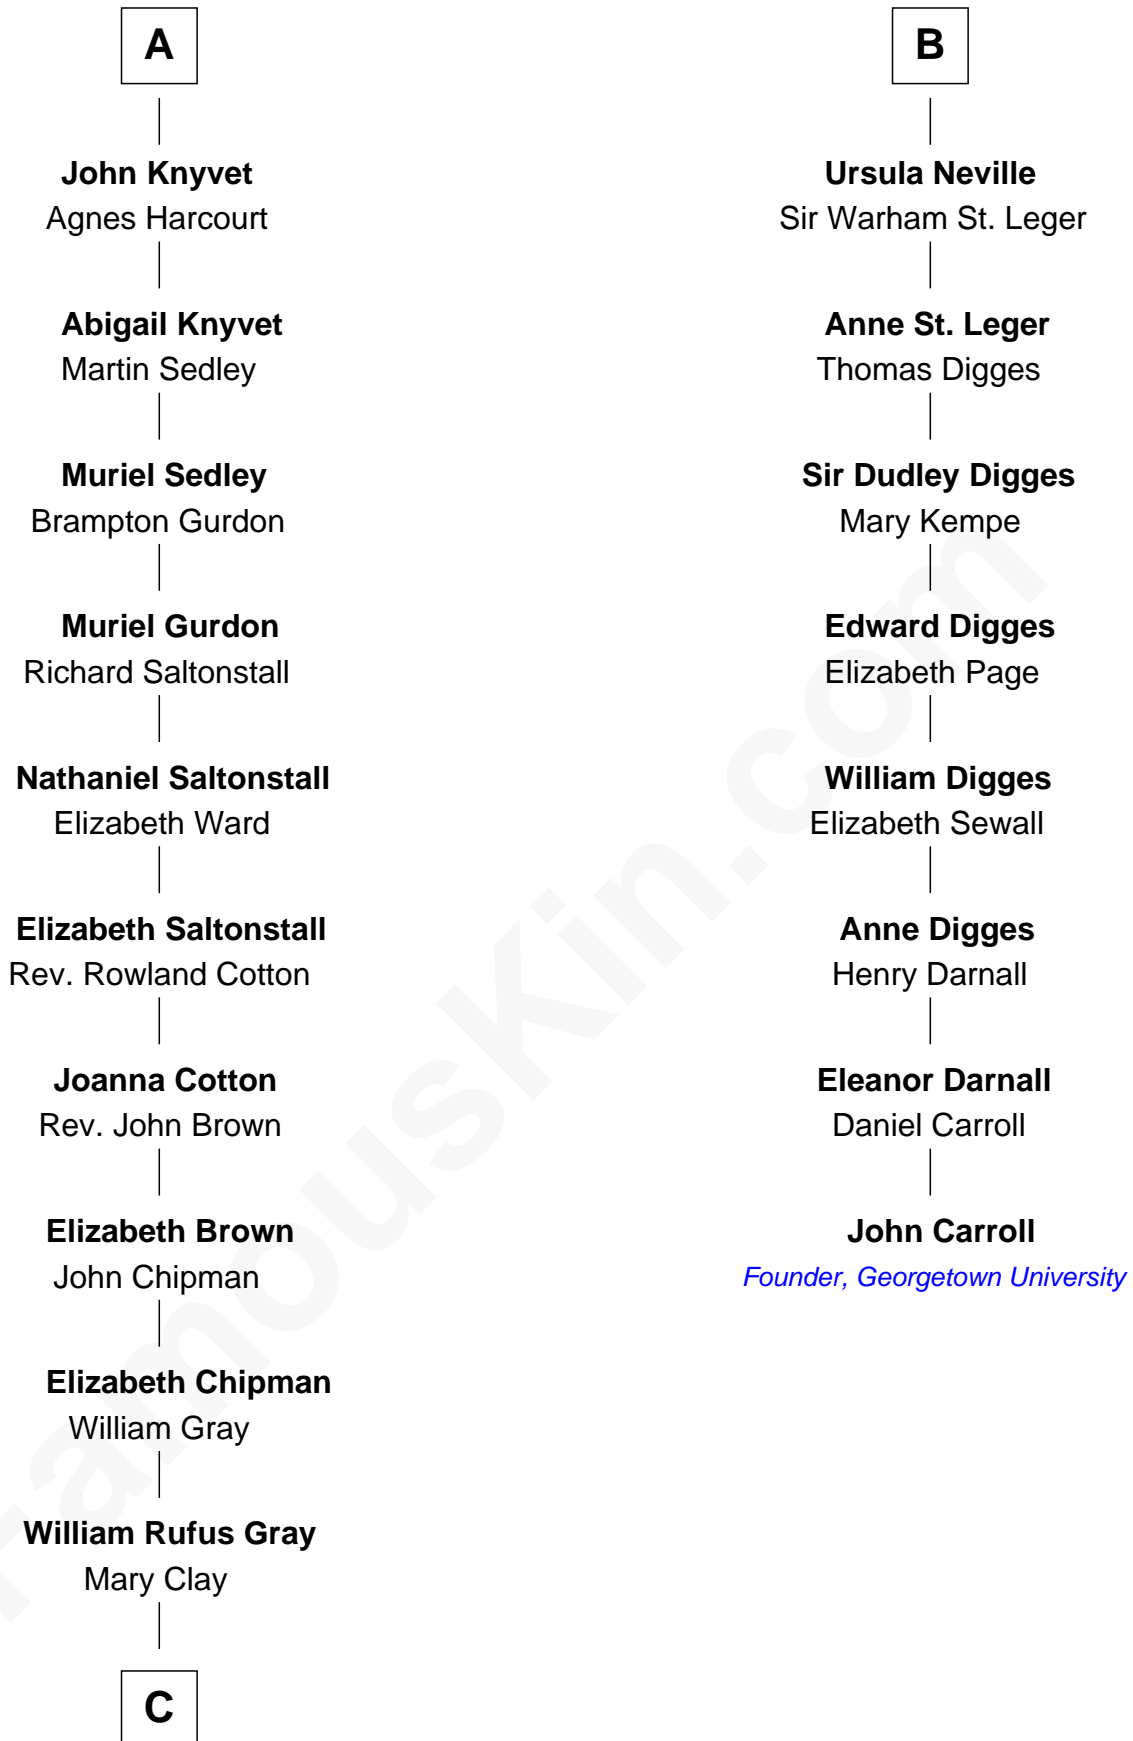 A
John Knyvet
Agnes Harcourt
Abigail Knyvet
Martin Sedley
Muriel Sedley
Brampton Gurdon
Muriel Gurdon
Richard Saltonstall
Nathaniel Saltonstall
Elizabeth Ward
Elizabeth Saltonstall
Rev. Rowland Cotton
Joanna Cotton
Rev. John Brown
Elizabeth Brown
John Chipman
Elizabeth Chipman
William Gray
William Rufus Gray
Mary Clay
C
B
Ursula Neville
Sir Warham St. Leger
Anne St. Leger
Thomas Digges
Sir Dudley Digges
Mary Kempe
Edward Digges
Elizabeth Page
William Digges
Elizabeth Sewall
Anne Digges
Henry Darnall
Eleanor Darnall
Daniel Carroll
John Carroll
Founder, Georgetown University
FamousKin.com